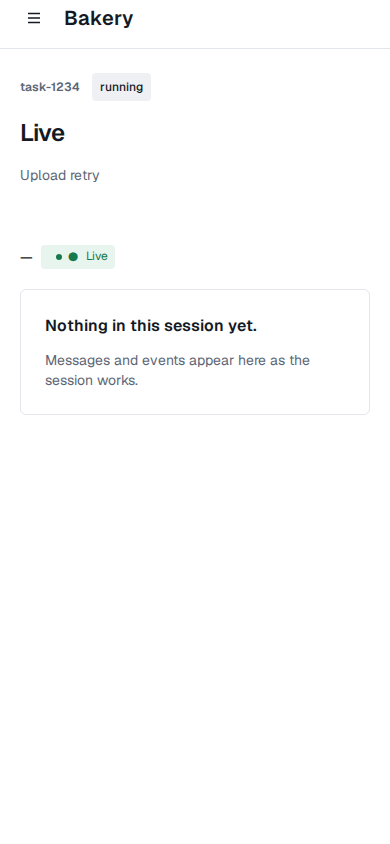 Bakery
task-1234 running
Live
Upload retry
— Live
Nothing in this session yet.
Messages and events appear here as the
session works.